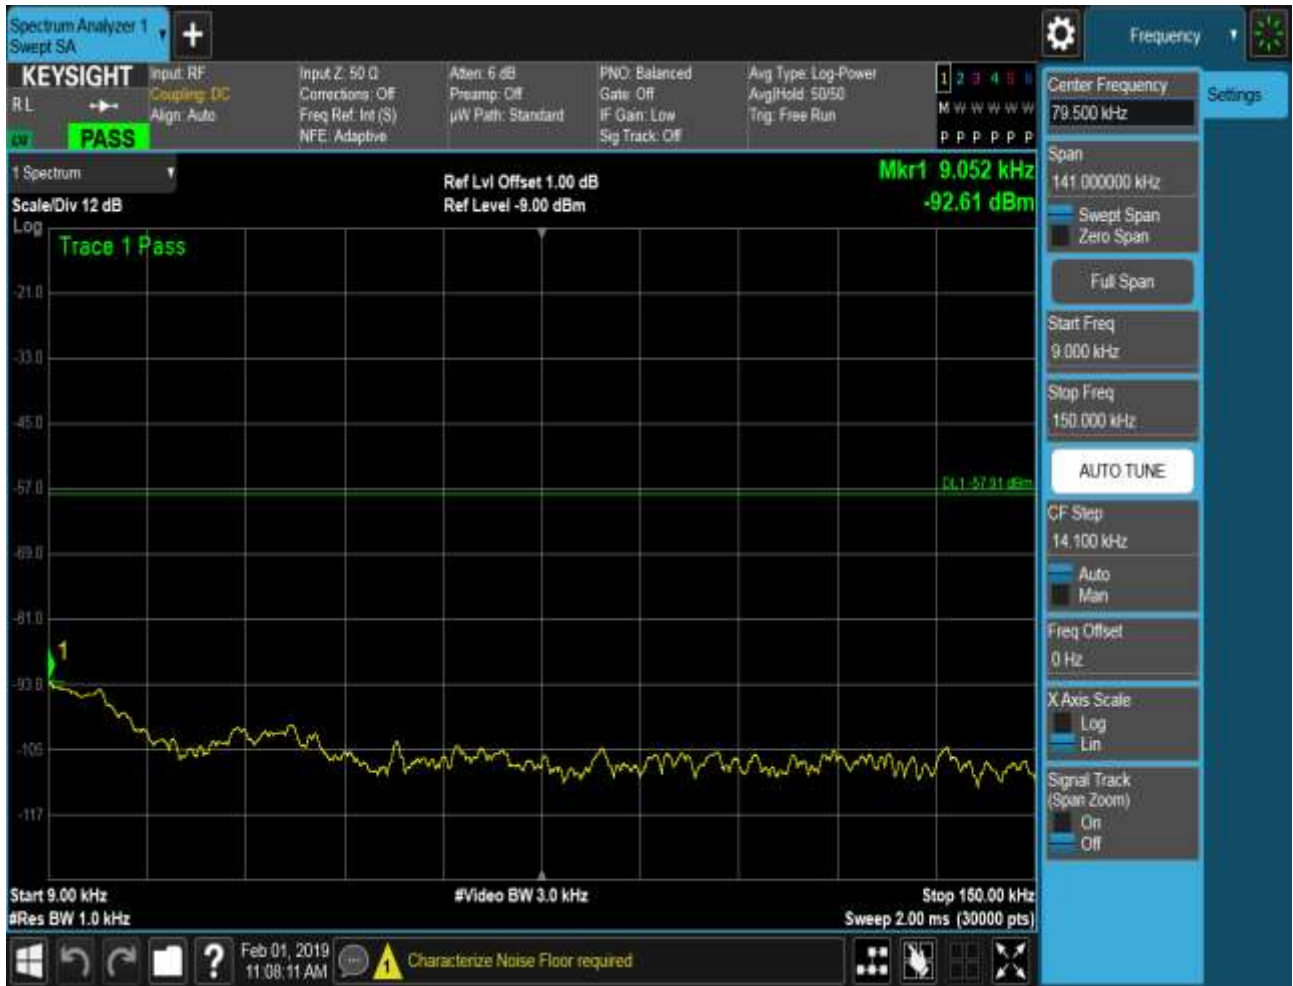 Spectrum Analyzer 1
Swept SA
Frequency
KEYSIGHT
R L
PASS
Input: RF
Coupling: DC
Align: Auto
Input Z: 50 Ω
Corrections: Off
Freq Ref: Int (S)
NFE: Adaptive
Atten: 6 dB
Preamp: Off
µW Path: Standard
PNO: Balanced
Gate: Off
IF Gain: Low
Sig Track: Off
Avg Type: Log-Power
Avg|Hold: 50/50
Trig: Free Run
1 2 3 4 5 6
M W W W W W
P P P P P P
1 Spectrum
Scale/Div 12 dB
Ref Lvl Offset 1.00 dB
Ref Level -9.00 dBm
Mkr1 9.052 kHz
-92.61 dBm
Log
Trace 1 Pass
-21.0
-33.0
-45.0
-57.0
DL1 -57.91 dBm
-69.0
-81.0
1
-93.0
-105
-117
Start 9.00 kHz
#Video BW 3.0 kHz
Stop 150.00 kHz
#Res BW 1.0 kHz
Sweep 2.00 ms (30000 pts)
Feb 01, 2019
11:08:11 AM
?
1
Characterize Noise Floor required
Settings
Center Frequency
79.500 kHz
Span
141.000000 kHz
Swept Span
Zero Span
Full Span
Start Freq
9.000 kHz
Stop Freq
150.000 kHz
AUTO TUNE
CF Step
14.100 kHz
Auto
Man
Freq Offset
0 Hz
X Axis Scale
Log
Lin
Signal Track
(Span Zoom)
On
Off